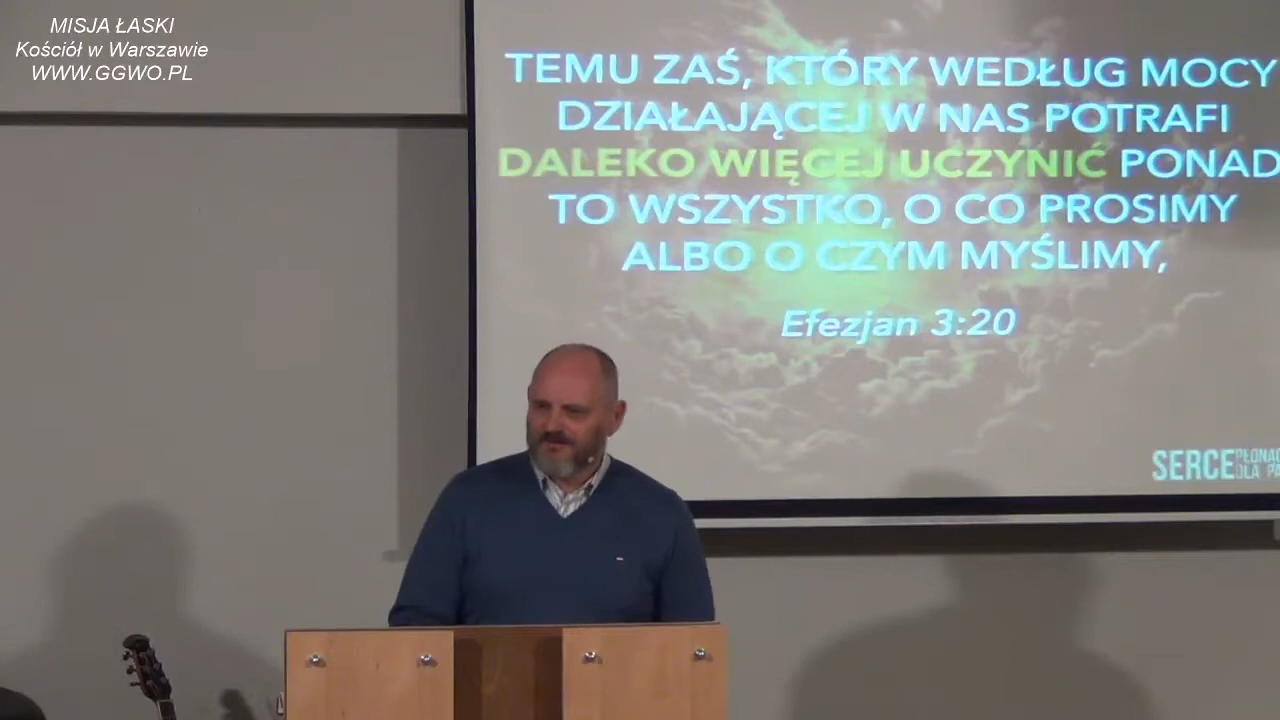 MISJA ŁASKI
Kościół w Warszawie
WWW.GGWO.PL
TEMU ZAŚ, KTÓRY WEDŁUG MOCY
DZIAŁAJĄCEJ W NAS POTRAFI
DALEKO WIĘCEJ UCZYNIĆ PONAD
TO WSZYSTKO, O CO PROSIMY
ALBO O CZYM MYŚLIMY,
Efezjan 3:20
SERCE